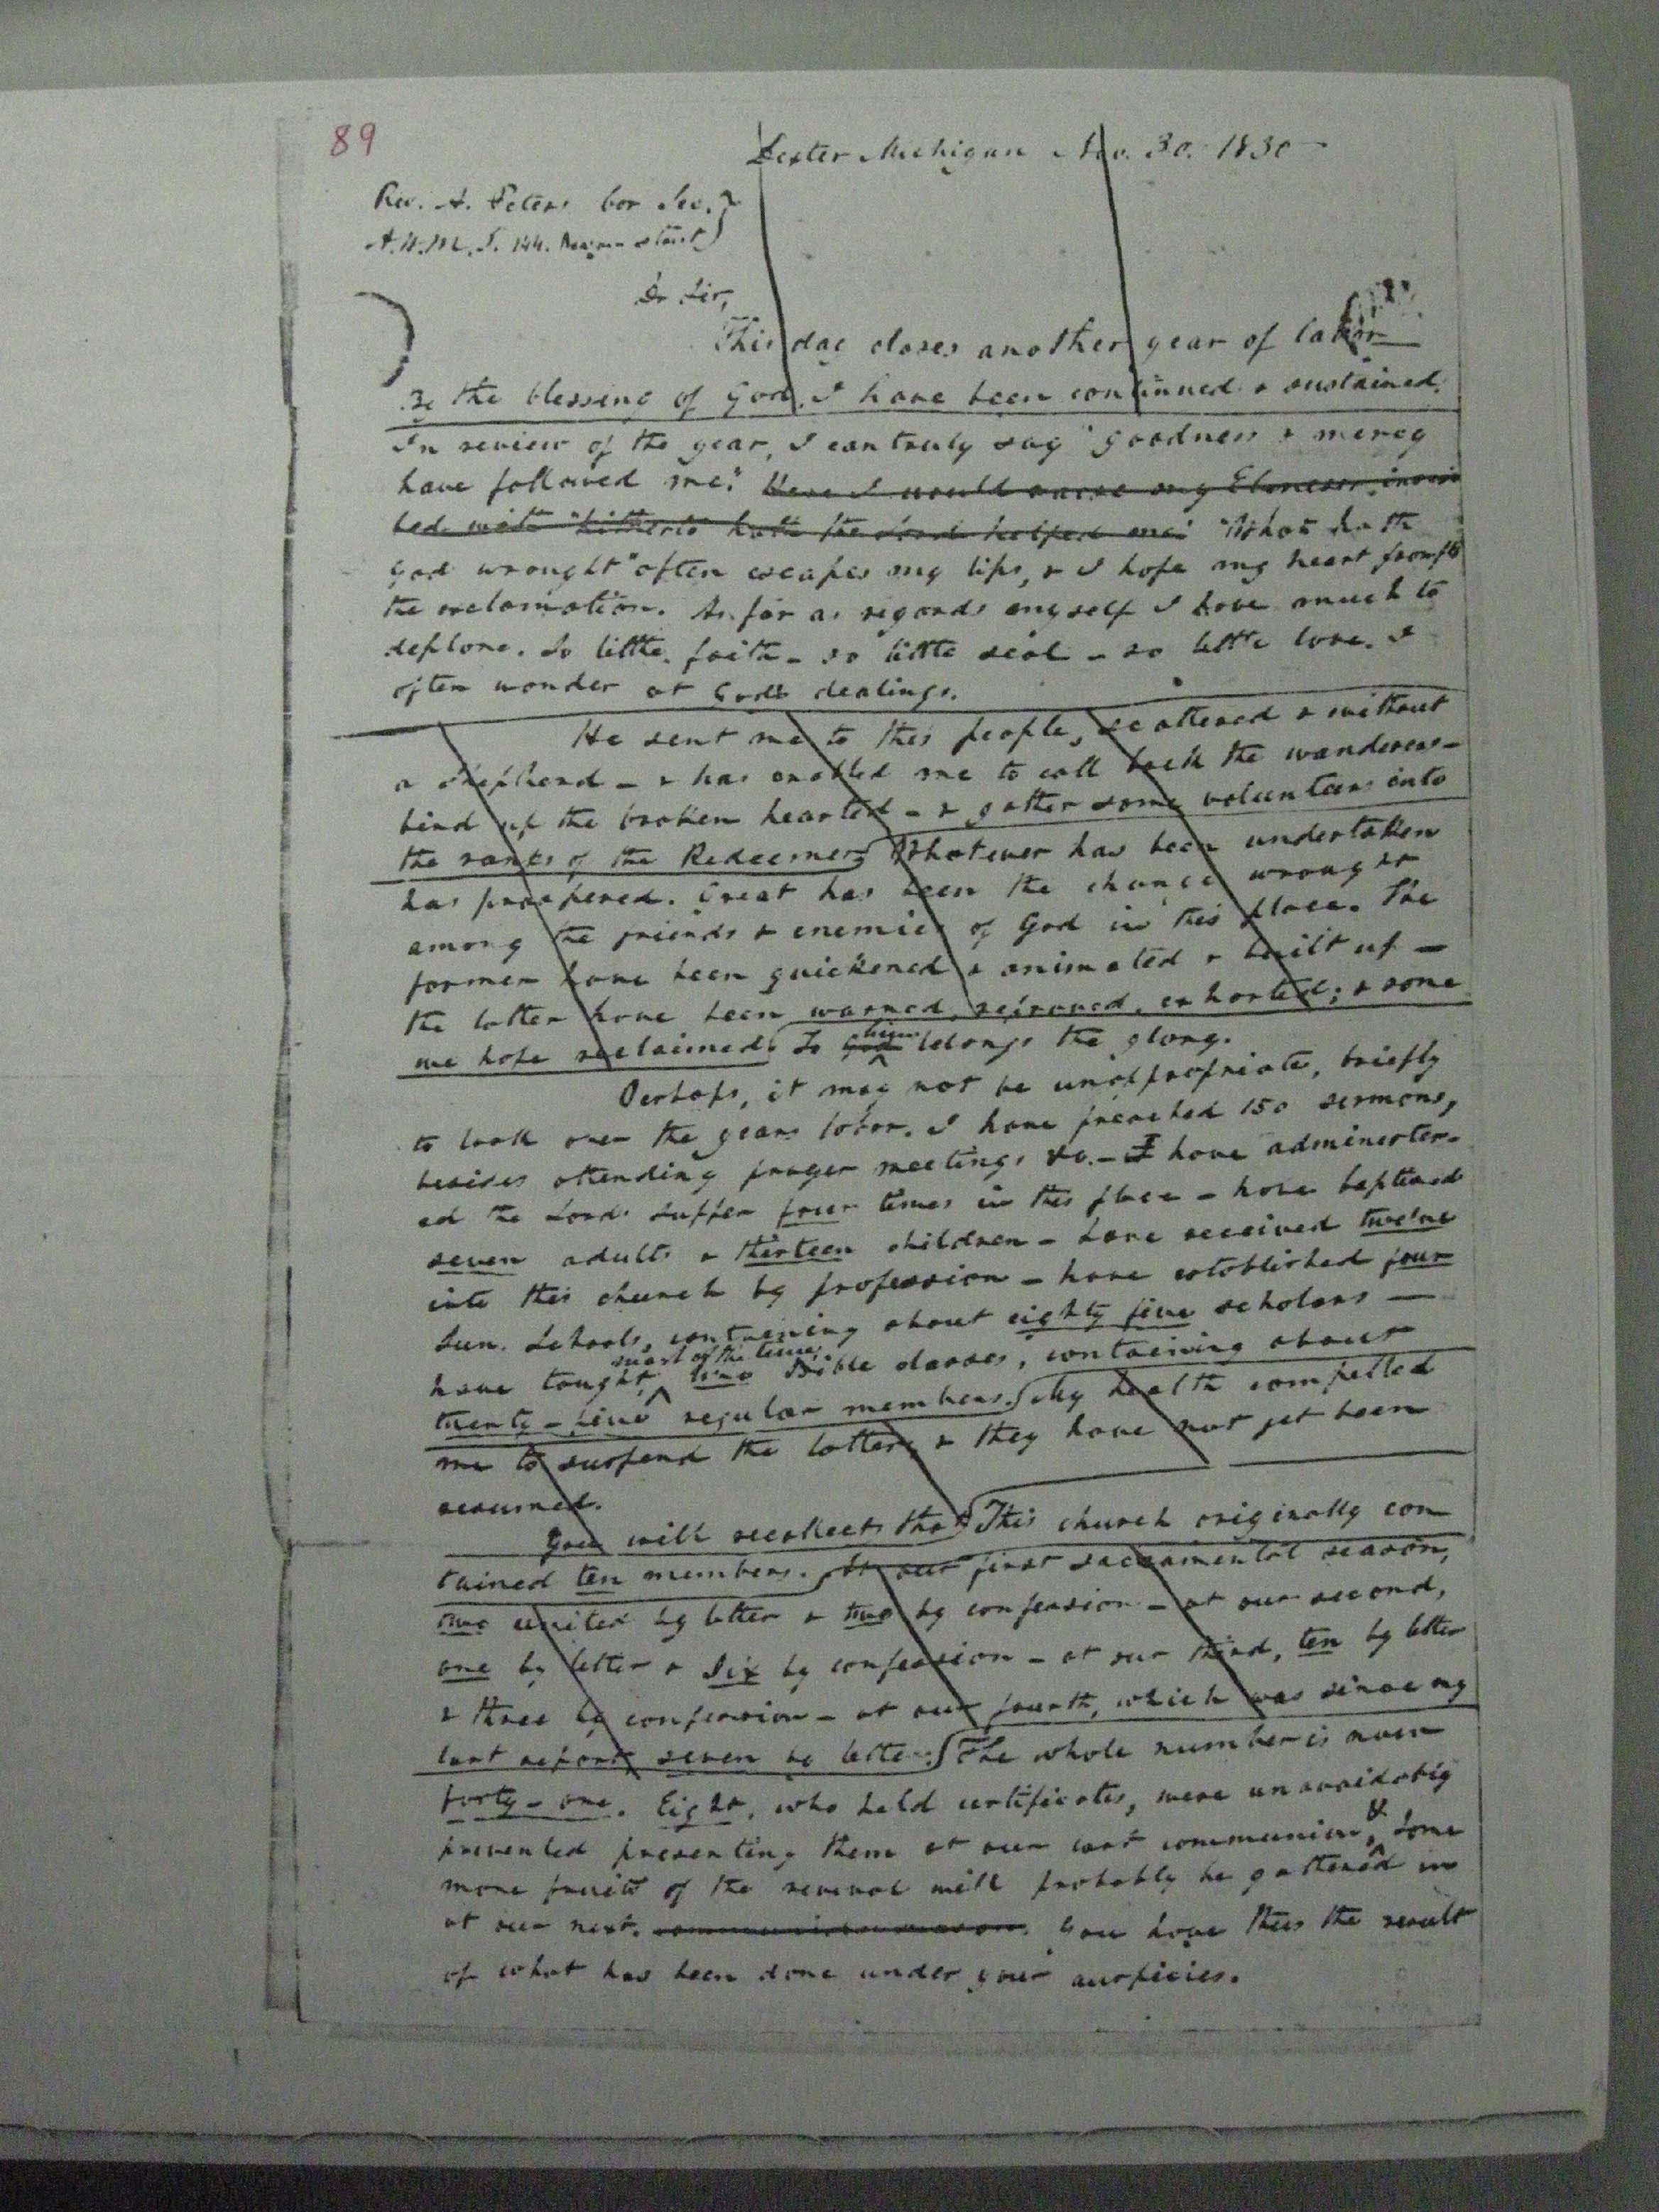 89
Dexter Michigan Nov. 30. 1830
Rev. A. Peters Cor Sec.
A.H.M.S. 144. Nassau Street
Dr Sir,
This day closes another year of labor
By the blessing of God, I have been continued & sustained.
In review of the year, I can truly say "goodness & mercy
have followed me." Here I would raise my Ebenezer, inscri
bed with "hitherto hath the Lord helped me." "What hath
God wrought" often escapes my lips, & I hope my heart prompts
the exclamation. As far as regards myself I have much to
deplore. So little faith – so little zeal – so little love. I
often wonder at God's dealings.
He sent me to this people, scattered & without
a shepherd – & has enabled me to call back the wanderers –
bind up the broken hearted – & gather some volunteers into
the ranks of the Redeemer. Whatever has been undertaken
has prospered. Great has been the change wrought
among the friends & enemies of God in this place. The
former have been quickened & animated & built up –
the latter have been warned, reproved, exhorted; & some
we hope reclaimed. To God him belongs the glory.
Perhaps, it may not be unappropriate, briefly
to look over the years labor. I have preached 150 sermons,
besides attending prayer meetings &c. – I have administer-
ed the Lords Supper four times in this place – have baptized
seven adults & thirteen children – have received twelve
into this church by profession – have established four
Sun. Schools, containing about eighty five scholars –
have taught, most of the time, two Bible classes, containing about
twenty-five regular members. My health compelled
me to suspend the latter, & they have not yet been
resumed.
You will recollect that This church originally con
tained ten members. At our first sacramental season,
two united by letter & two by confession – at our second,
one by letter & six by confession – at our third, ten by letter
& three by confession – at our fourth, which was since my
last report, seven by letter. The whole number is now
forty-one. Eight, who held certificates, were unavoidably
prevented presenting them at our last communion, & some
more fruits of the revival will probably be gathered in
at our next. communion season. You have thus the result
of what has been done under your auspicies.